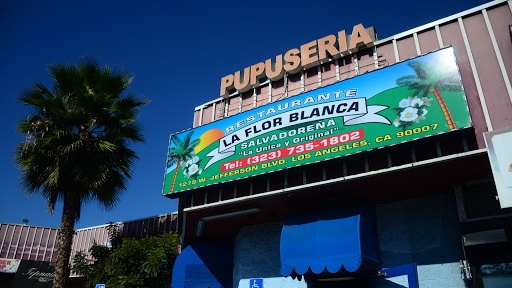 PUPUSERIA
RESTAURANTE
LA FLOR BLANCA
SALVADOREÑA
"La Unica y Original"
Tel: (323) 735-1802
1279 W. JEFFERSON BLVD. LOS ANGELES, CA 90007